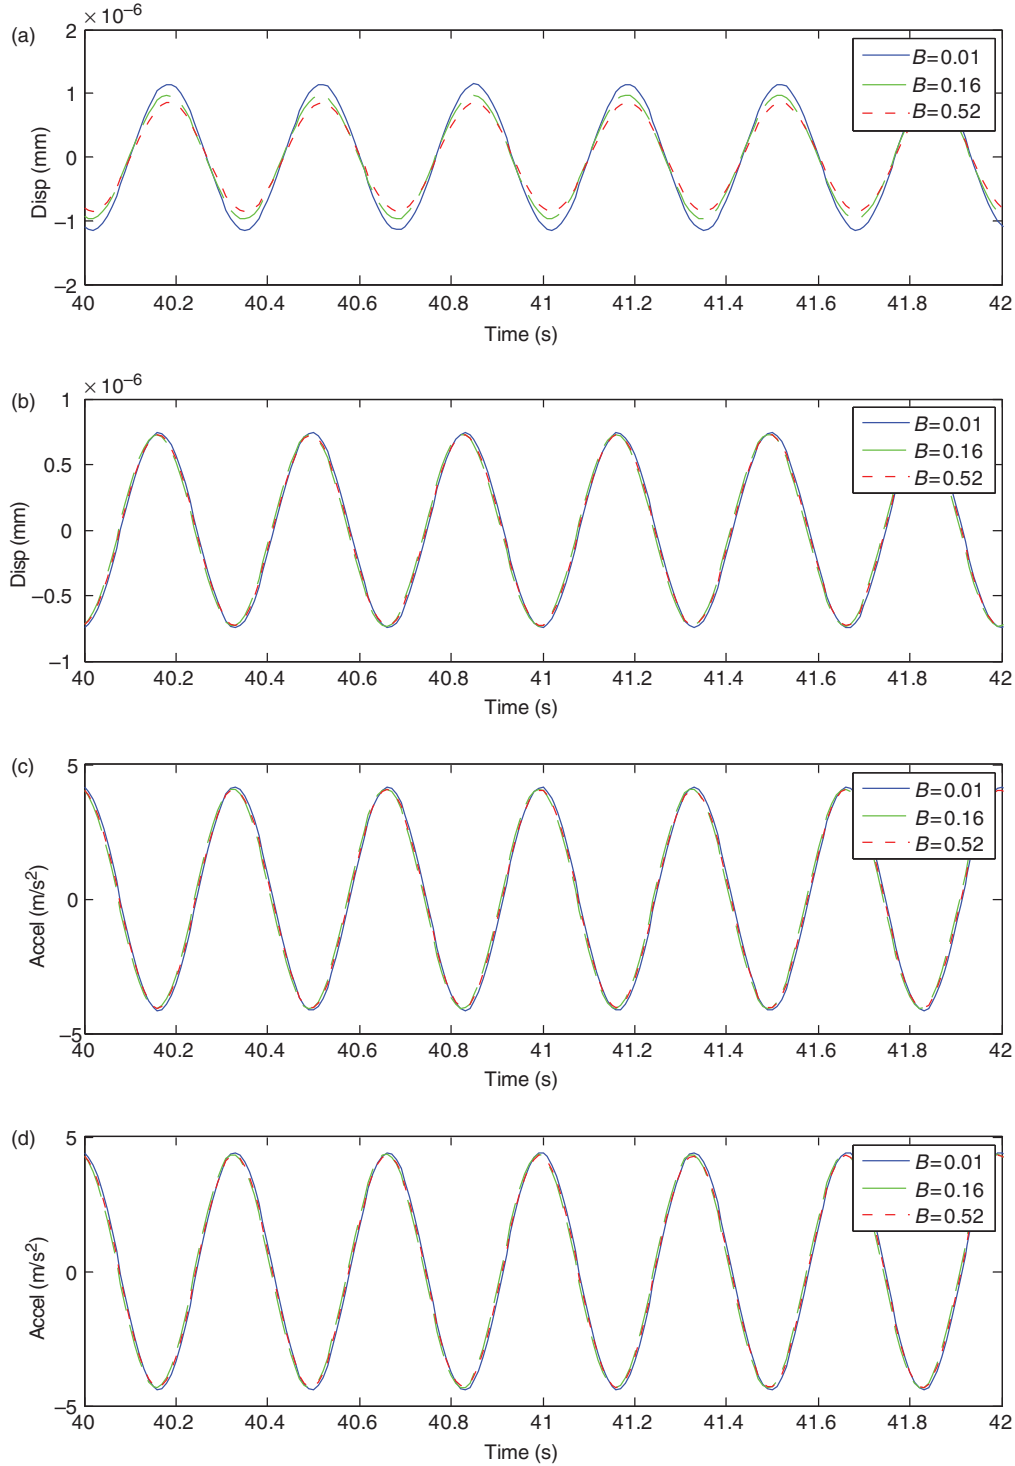 (a)
× 10⁻⁶
2
1
0
−1
−2
Disp (mm)
B=0.01
B=0.16
B=0.52
40 40.2 40.4 40.6 40.8 41 41.2 41.4 41.6 41.8 42
Time (s)
(b)
× 10⁻⁶
1
0.5
0
−0.5
−1
Disp (mm)
B=0.01
B=0.16
B=0.52
40 40.2 40.4 40.6 40.8 41 41.2 41.4 41.6 41.8 42
Time (s)
(c)
5
0
−5
Accel (m/s²)
B=0.01
B=0.16
B=0.52
40 40.2 40.4 40.6 40.8 41 41.2 41.4 41.6 41.8 42
Time (s)
(d)
5
0
−5
Accel (m/s²)
B=0.01
B=0.16
B=0.52
40 40.2 40.4 40.6 40.8 41 41.2 41.4 41.6 41.8 42
Time (s)